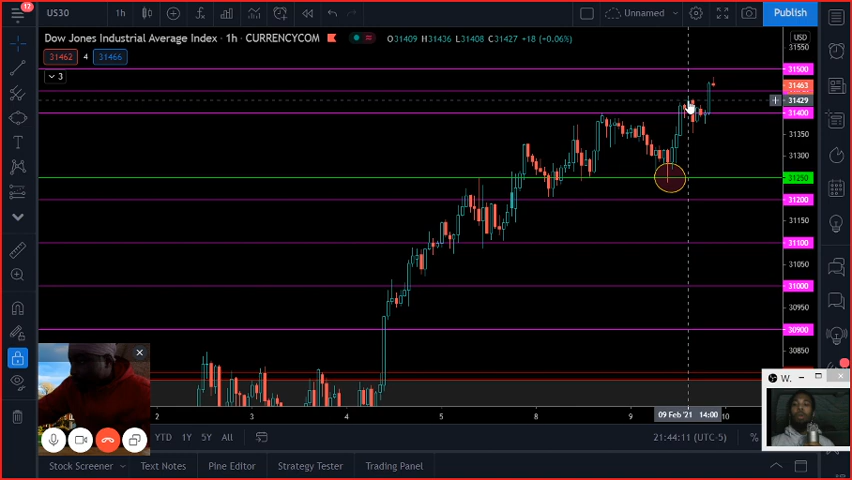 12
US30
1h
Unnamed
Publish
Dow Jones Industrial Average Index · 1h · CURRENCYCOM
O31409 H31436 L31408 C31427 +18 (+0.06%)
USD
31462
4
31466
3
31550
31500
31463
31429
31400
31350
31300
31250
31200
31150
31100
31050
31000
30950
30900
30850
2
3
4
5
8
9
09 Feb '21 14:00
10
YTD
1Y
5Y
All
21:44:11 (UTC-5)
%
Stock Screener
Text Notes
Pine Editor
Strategy Tester
Trading Panel
W.